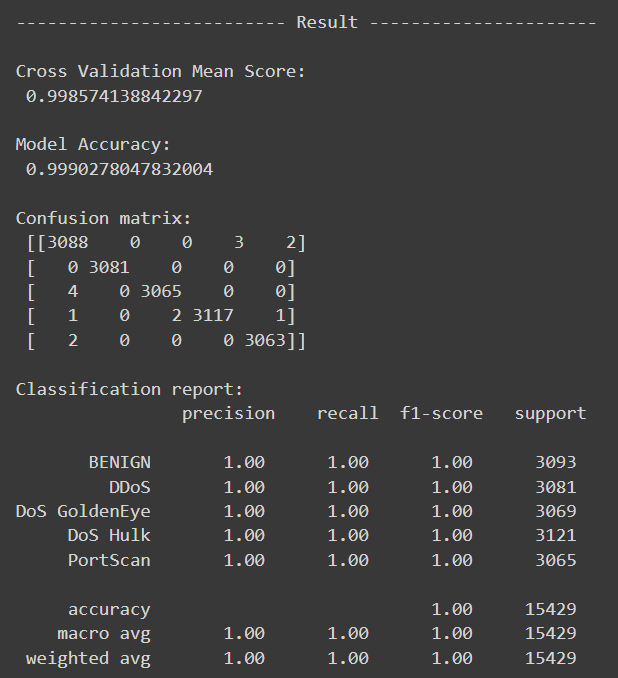 -------------------------- Result ----------------------
Cross Validation Mean Score:
0.998574138842297
Model Accuracy:
0.9990278047832004
Confusion matrix:
[[3088    0    0    3    2]
[    0 3081    0    0    0]
[    4    0 3065    0    0]
[    1    0    2 3117    1]
[    2    0    0    0 3063]]
Classification report:
precision    recall  f1-score   support
BENIGN       1.00      1.00      1.00      3093
DDoS       1.00      1.00      1.00      3081
DoS GoldenEye       1.00      1.00      1.00      3069
DoS Hulk       1.00      1.00      1.00      3121
PortScan       1.00      1.00      1.00      3065
accuracy                           1.00     15429
macro avg       1.00      1.00      1.00     15429
weighted avg       1.00      1.00      1.00     15429